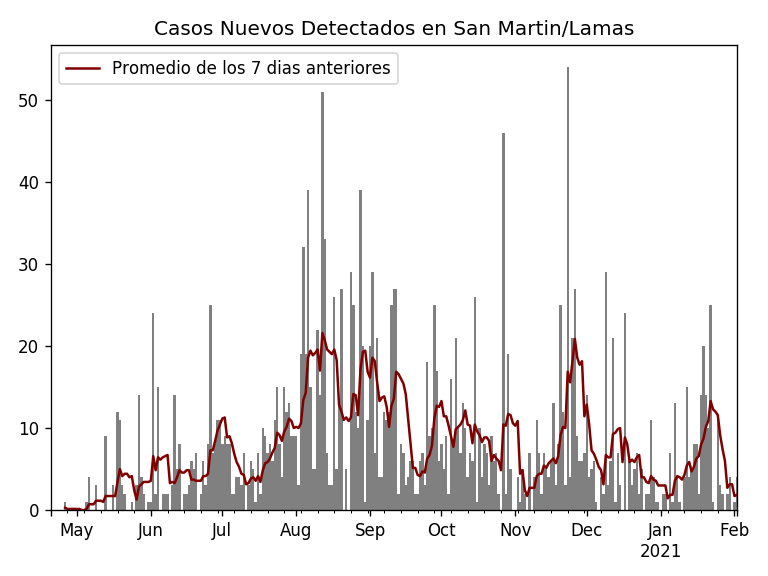 Casos Nuevos Detectados en San Martin/Lamas
Promedio de los 7 dias anteriores
50
40
30
20
10
0
May Jun Jul Aug Sep Oct Nov Dec Jan Feb
2021